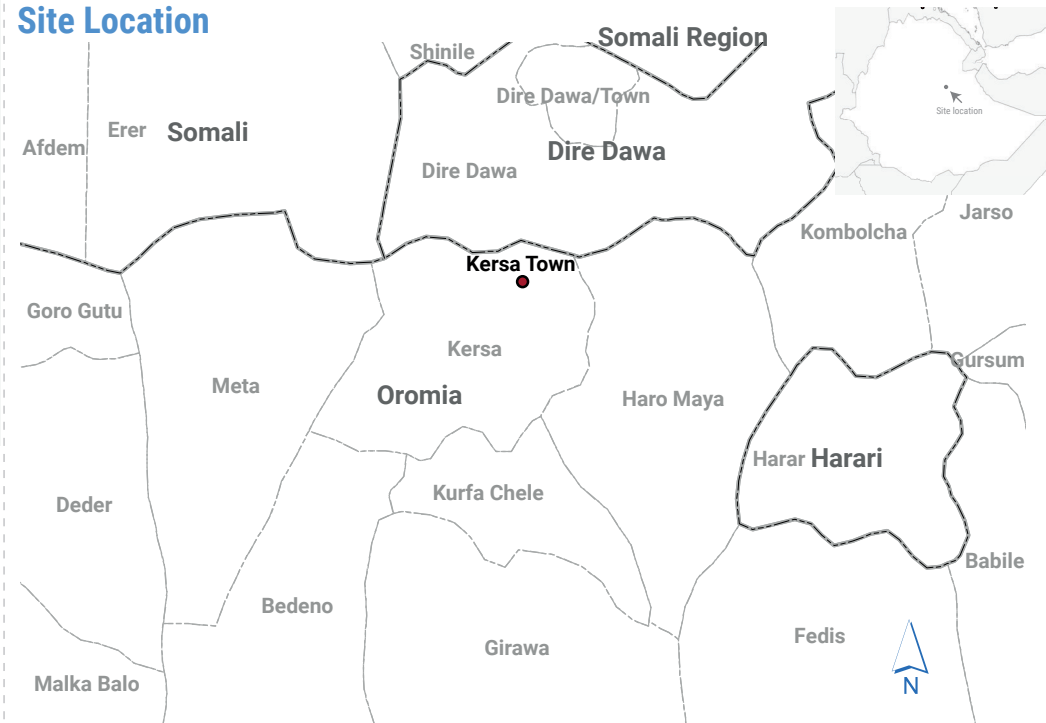 Site Location
Somali Region
Shinile
Dire Dawa/Town
Site location
Erer
Somali
Afdem
Dire Dawa
Dire Dawa
Jarso
Kombolcha
Kersa Town
Goro Gutu
Kersa
Gursum
Meta
Oromia
Haro Maya
Harar
Harari
Kurfa Chele
Deder
Babile
Bedeno
Fedis
Girawa
Malka Balo
N